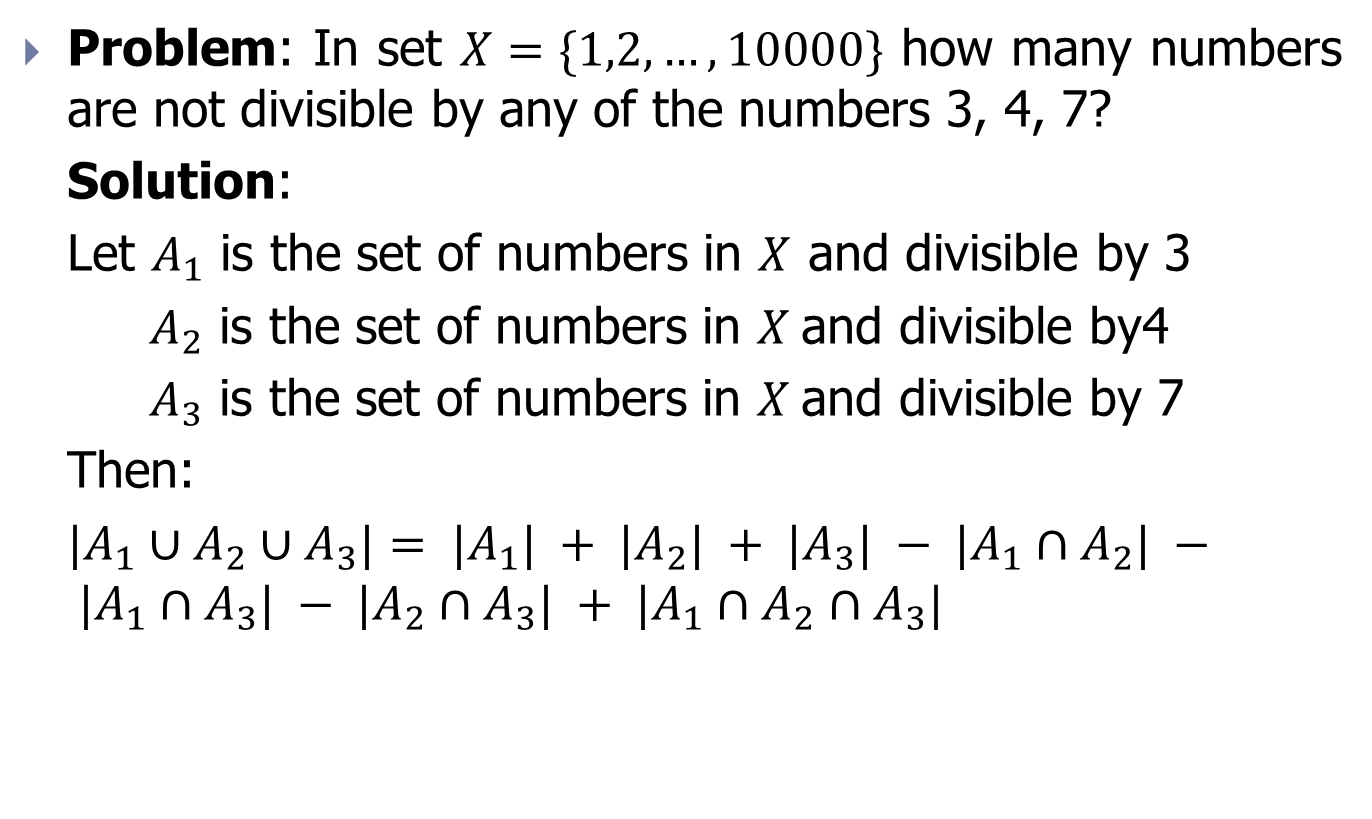 Problem: In set X = {1,2, … , 10000} how many numbers
are not divisible by any of the numbers 3, 4, 7?
Solution:
Let A₁ is the set of numbers in X and divisible by 3
A₂ is the set of numbers in X and divisible by4
A₃ is the set of numbers in X and divisible by 7
Then:
|A₁ ∪ A₂ ∪ A₃| = |A₁| + |A₂| + |A₃| − |A₁ ∩ A₂| −
|A₁ ∩ A₃| − |A₂ ∩ A₃| + |A₁ ∩ A₂ ∩ A₃|